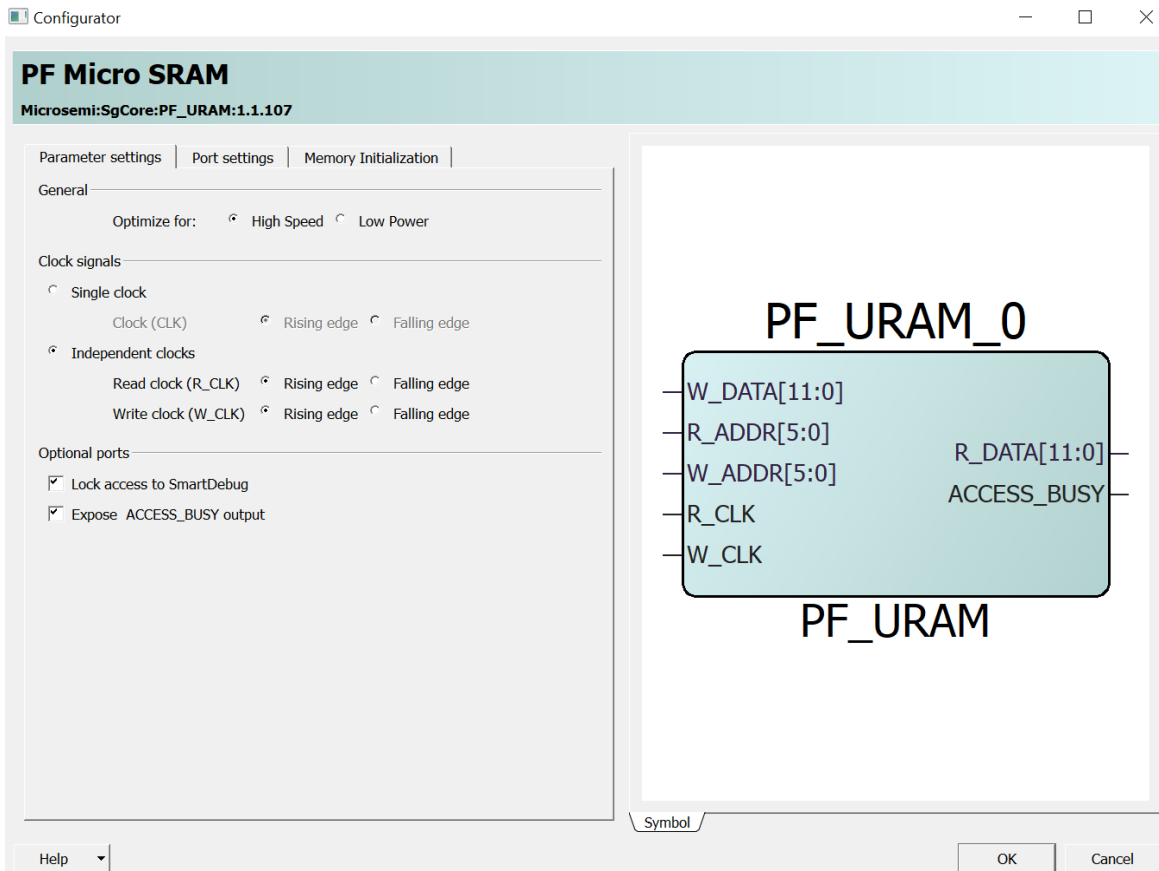 Configurator
PF Micro SRAM
Microsemi:SgCore:PF_URAM:1.1.107
Parameter settings Port settings Memory Initialization
General
Optimize for: High Speed Low Power
Clock signals
Single clock
Clock (CLK) Rising edge Falling edge
Independent clocks
Read clock (R_CLK) Rising edge Falling edge
Write clock (W_CLK) Rising edge Falling edge
Optional ports
Lock access to SmartDebug
Expose ACCESS_BUSY output
PF_URAM_0
W_DATA[11:0]
R_ADDR[5:0]
W_ADDR[5:0]
R_CLK
W_CLK
R_DATA[11:0]
ACCESS_BUSY
PF_URAM
Symbol
Help OK Cancel